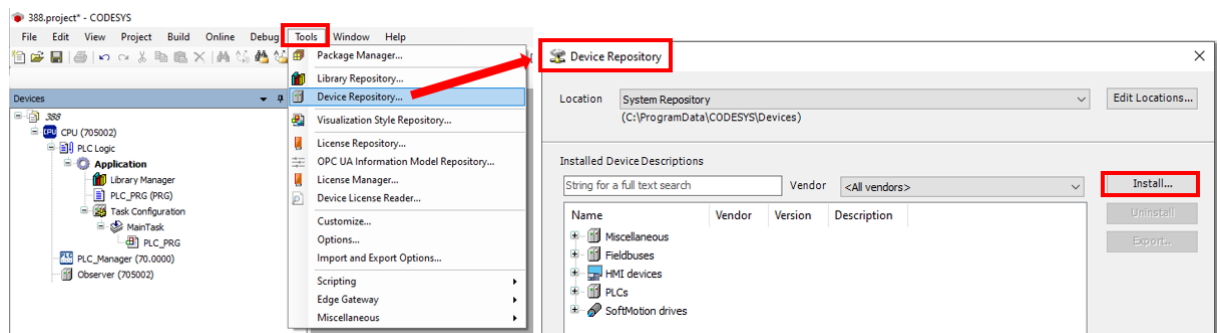 388.project* - CODESYS
File Edit View Project Build Online Debug Tools Window Help
Package Manager...
Library Repository...
Device Repository...
Visualization Style Repository...
License Repository...
OPC UA Information Model Repository...
License Manager...
Device License Reader...
Customize...
Options...
Import and Export Options...
Scripting
Edge Gateway
Miscellaneous
Devices
388
CPU (705002)
PLC Logic
Application
Library Manager
PLC_PRG (PRG)
Task Configuration
MainTask
PLC_PRG
PLC_Manager (70.0000)
Observer (705002)
Device Repository
Location System Repository Edit Locations...
(C:\ProgramData\CODESYS\Devices)
Installed Device Descriptions
String for a full text search Vendor <All vendors> Install...
Name Vendor Version Description Uninstall
Miscellaneous Export...
Fieldbuses
HMI devices
PLCs
SoftMotion drives